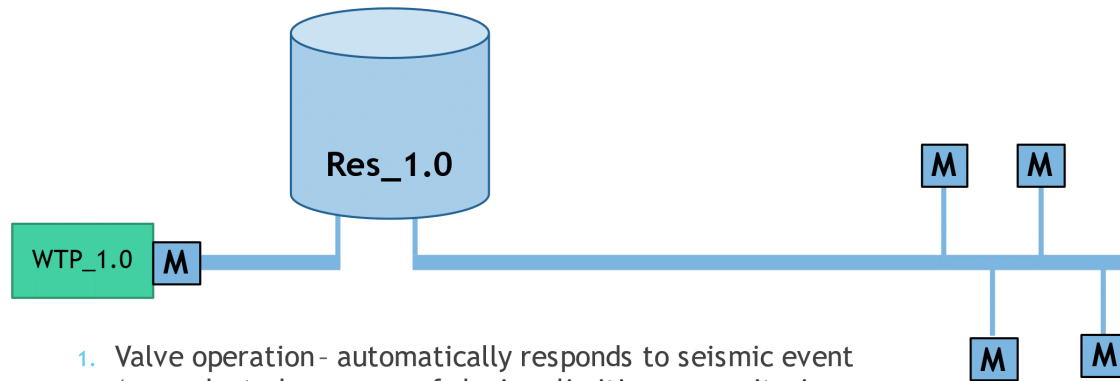 Res_1.0
M
M
WTP_1.0
M
1. Valve operation – automatically responds to seismic event
M
M